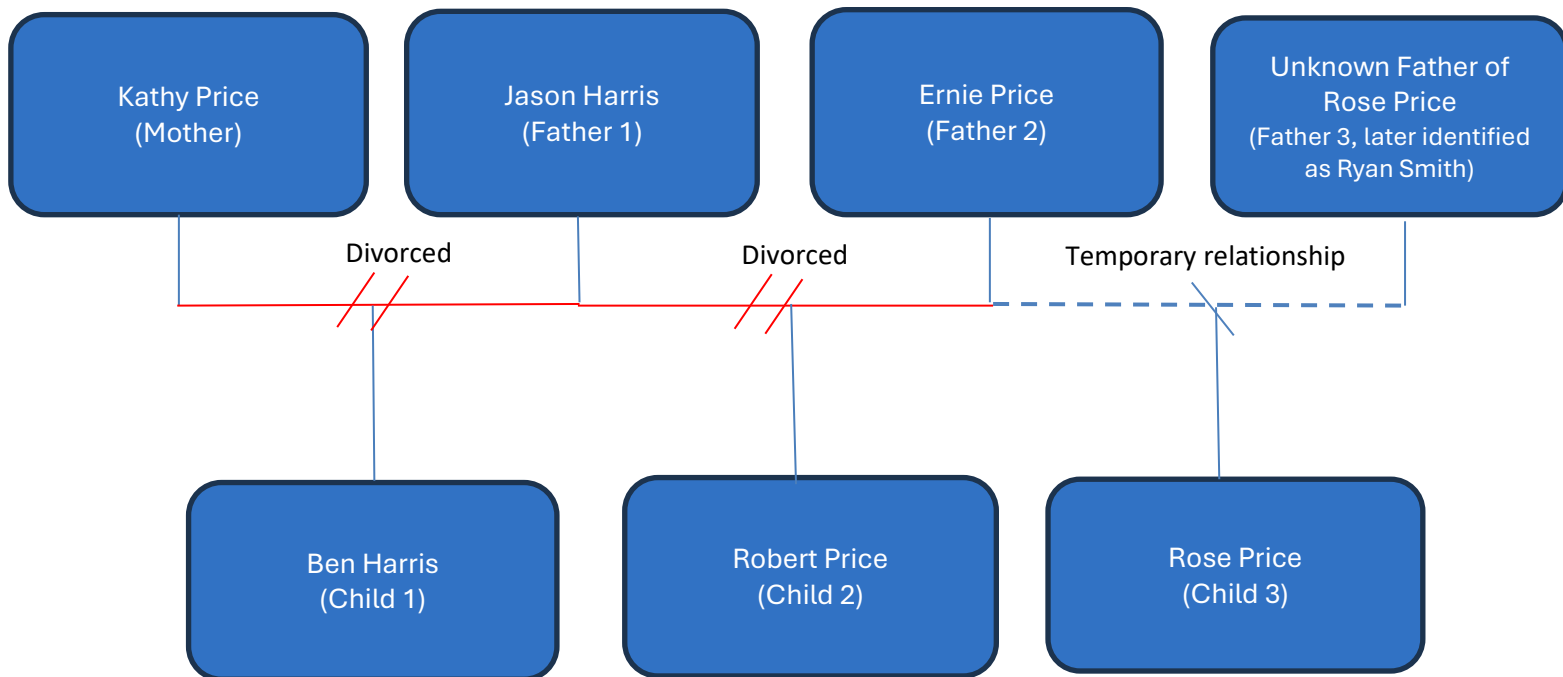 Kathy Price
(Mother)
Jason Harris
(Father 1)
Ernie Price
(Father 2)
Unknown Father of
Rose Price
(Father 3, later identified
as Ryan Smith)
Divorced
Divorced
Temporary relationship
Ben Harris
(Child 1)
Robert Price
(Child 2)
Rose Price
(Child 3)